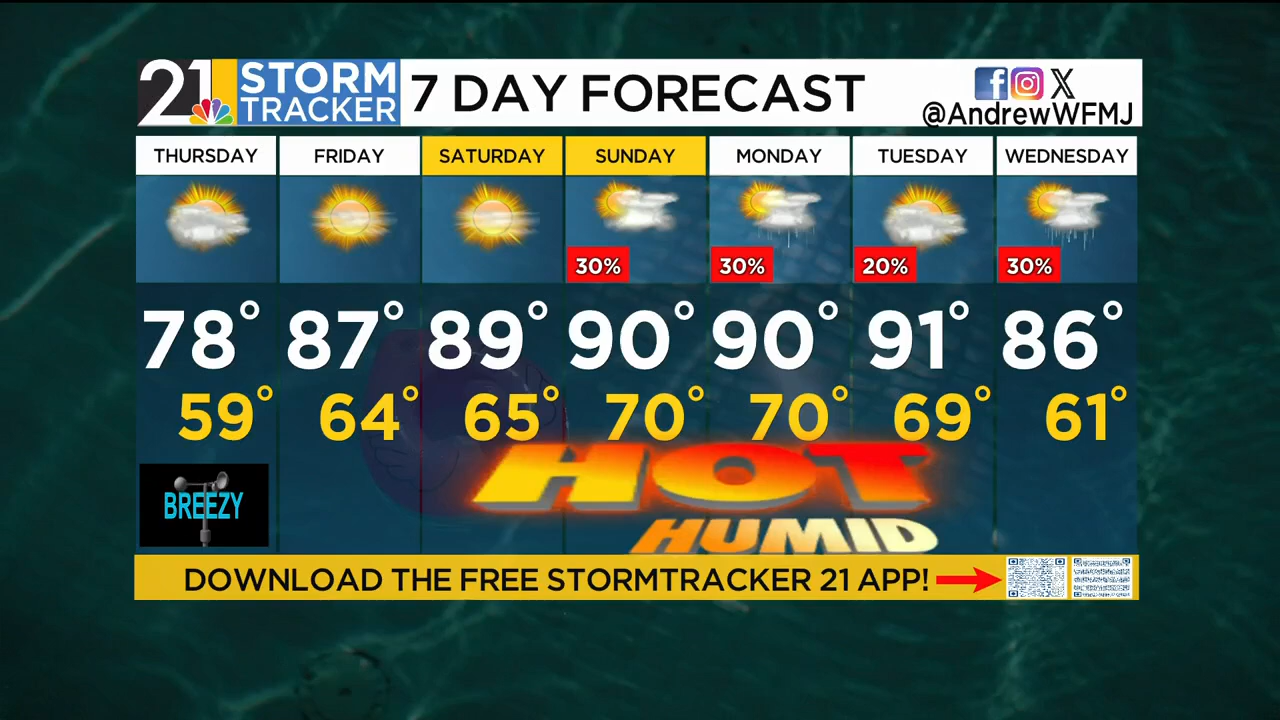 21 STORM TRACKER 7 DAY FORECAST
@AndrewWFMJ
THURSDAY FRIDAY SATURDAY SUNDAY MONDAY TUESDAY WEDNESDAY
30% 30% 20% 30%
78° 87° 89° 90° 90° 91° 86°
59° 64° 65° 70° 70° 69° 61°
BREEZY
HOT
HUMID
DOWNLOAD THE FREE STORMTRACKER 21 APP!